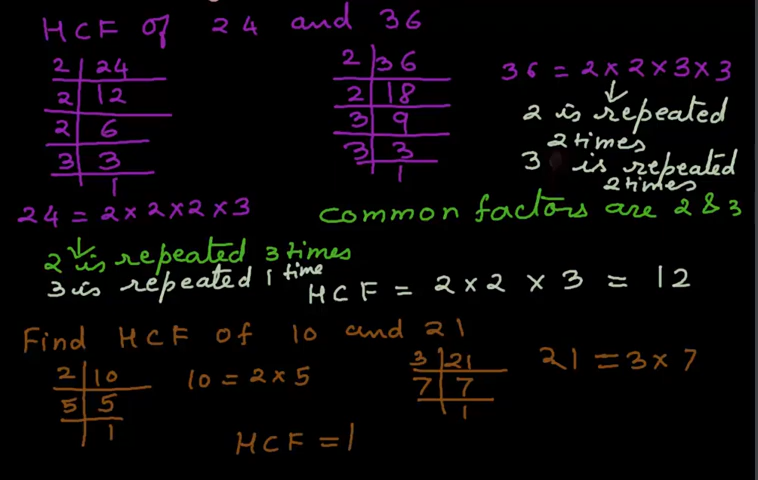 HCF of 24 and 36
2 | 24
2 | 12
2 | 6
3 | 3
1
24 = 2 × 2 × 2 × 3
2 is repeated 3 times
3 is repeated 1 time
2 | 36
2 | 18
3 | 9
3 | 3
1
36 = 2 × 2 × 3 × 3
2 is repeated
2 times
3 is repeated
2 times
common factors are 2 & 3
HCF = 2 × 2 × 3 = 12
Find HCF of 10 and 21
2 | 10
5 | 5
1
10 = 2 × 5
3 | 21
7 | 7
1
21 = 3 × 7
HCF = 1